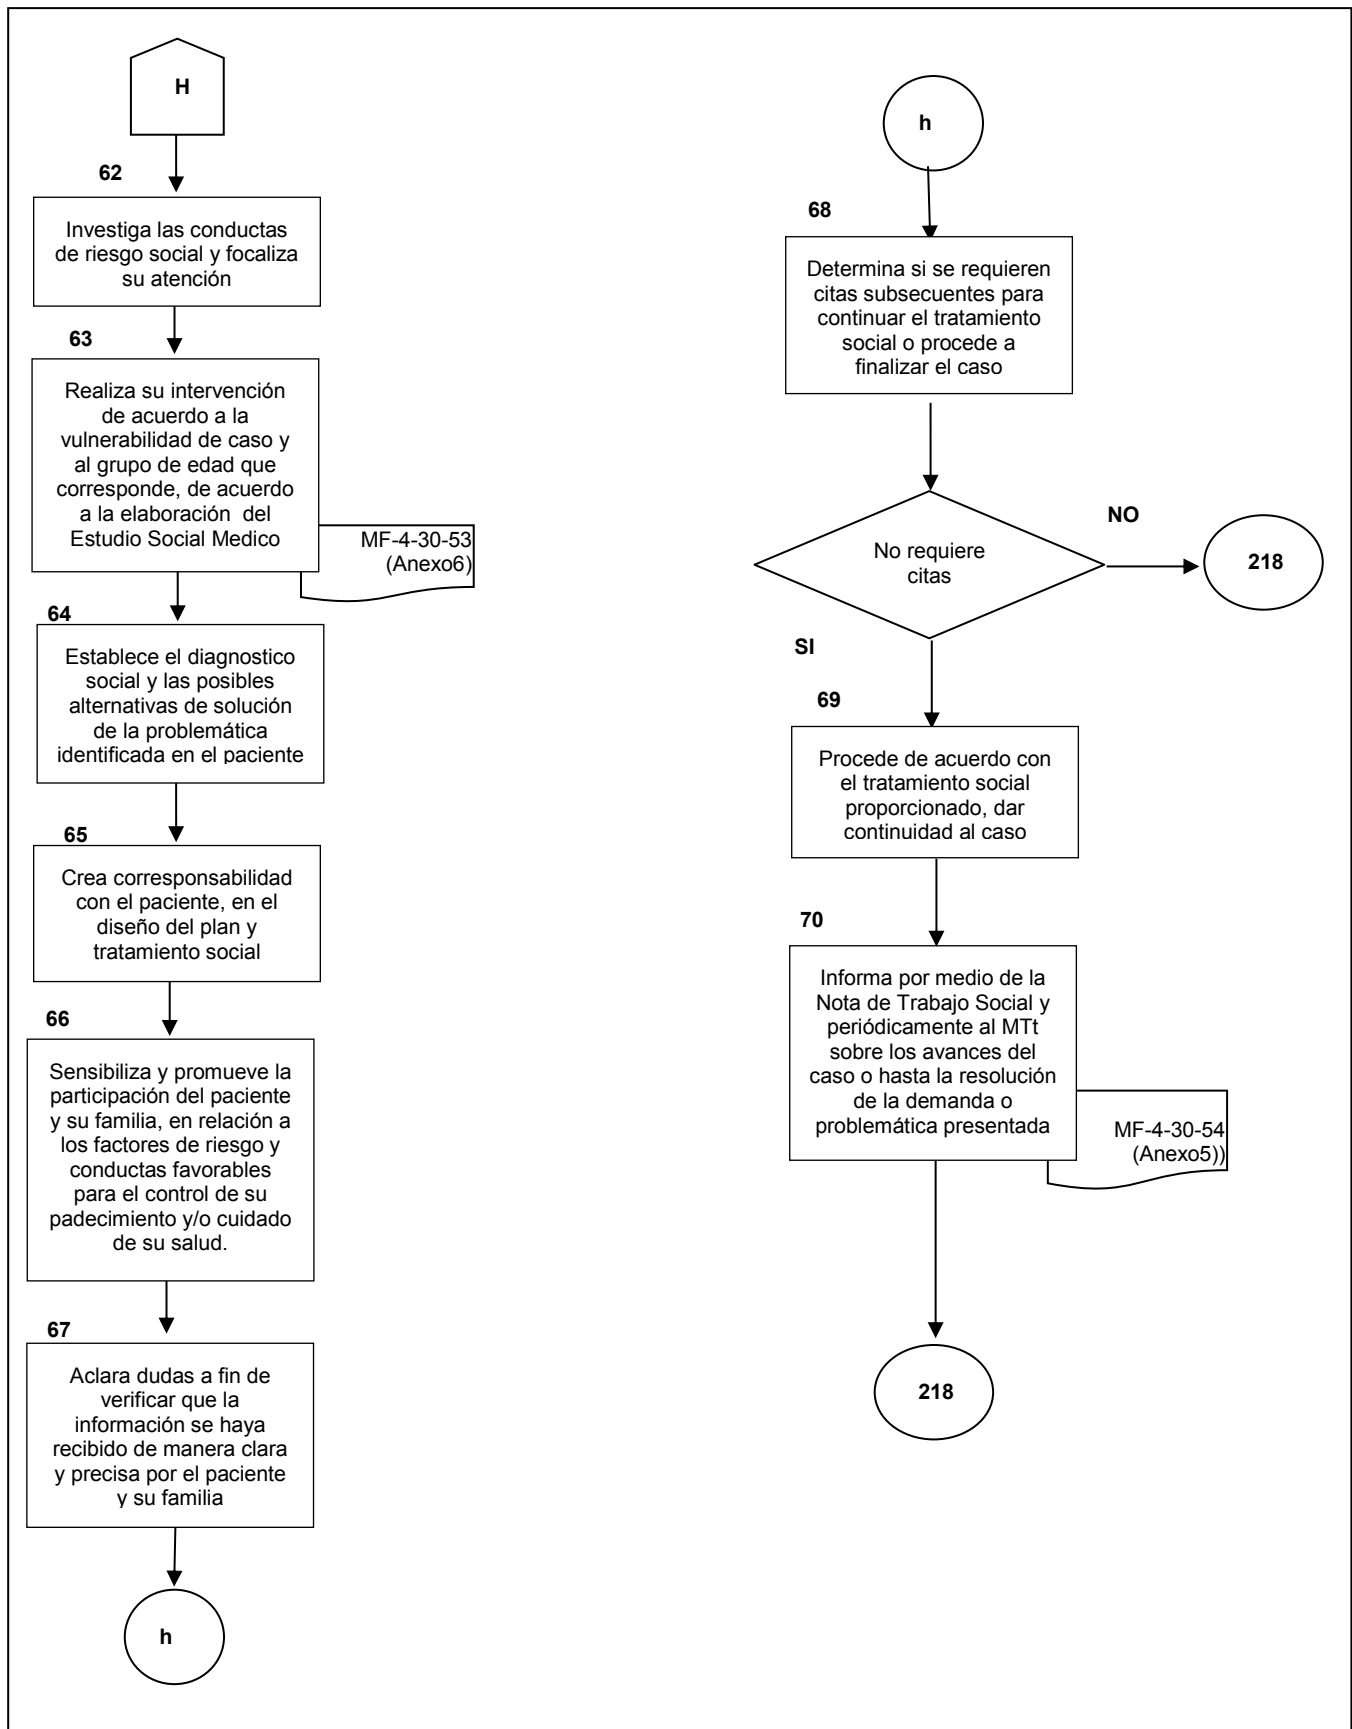 H
62
Investiga las conductas
de riesgo social y focaliza
su atención
63
Realiza su intervención
de acuerdo a la
vulnerabilidad de caso y
al grupo de edad que
corresponde, de acuerdo
a la elaboración del
Estudio Social Medico
MF-4-30-53
(Anexo6)
64
Establece el diagnostico
social y las posibles
alternativas de solución
de la problemática
identificada en el paciente
65
Crea corresponsabilidad
con el paciente, en el
diseño del plan y
tratamiento social
66
Sensibiliza y promueve la
participación del paciente
y su familia, en relación a
los factores de riesgo y
conductas favorables
para el control de su
padecimiento y/o cuidado
de su salud.
67
Aclara dudas a fin de
verificar que la
información se haya
recibido de manera clara
y precisa por el paciente
y su familia
h
h
68
Determina si se requieren
citas subsecuentes para
continuar el tratamiento
social o procede a
finalizar el caso
No requiere
citas
NO
218
SI
69
Procede de acuerdo con
el tratamiento social
proporcionado, dar
continuidad al caso
70
Informa por medio de la
Nota de Trabajo Social y
periódicamente al MTt
sobre los avances del
caso o hasta la resolución
de la demanda o
problemática presentada
MF-4-30-54
(Anexo5))
218